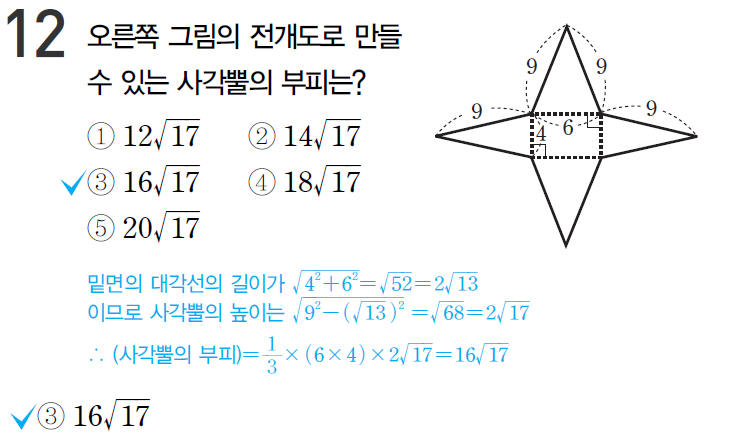 12 오른쪽 그림의 전개도로 만들
수 있는 사각뿔의 부피는?
① 12√17 ② 14√17
③ 16√17 ④ 18√17
⑤ 20√17
9 9
9 9
4 6
밑면의 대각선의 길이가 √(4²+6²)=√52=2√13
이므로 사각뿔의 높이는 √(9²-(√13)²)=√68=2√17
∴ (사각뿔의 부피)=1/3×(6×4)×2√17=16√17
③ 16√17